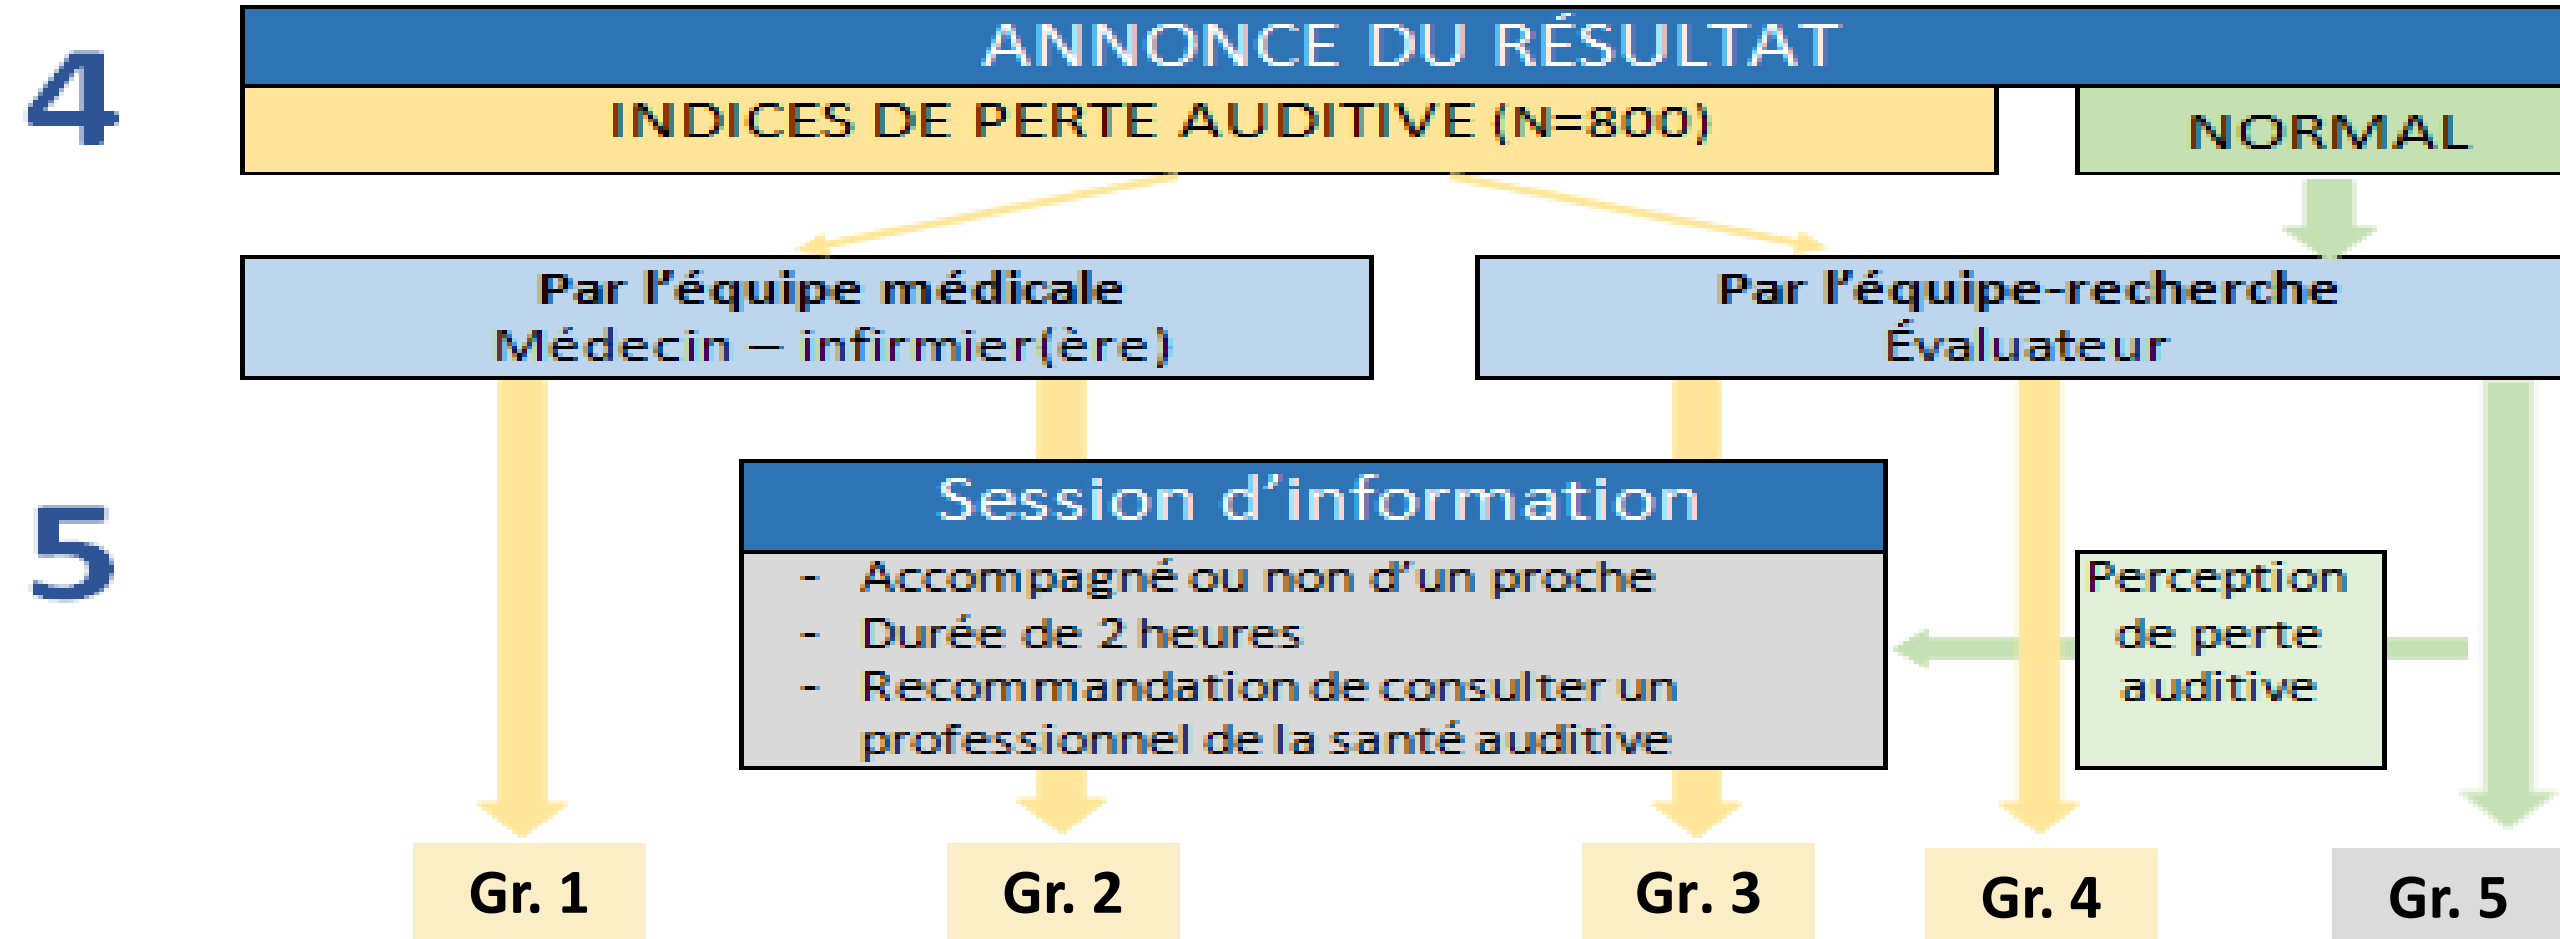 4
ANNONCE DU RÉSULTAT
INDICES DE PERTE AUDITIVE (N=800)
NORMAL
Par l’équipe médicale
Médecin – infirmier(ère)
Par l’équipe-recherche
Évaluateur
5
Session d’information
- Accompagné ou non d’un proche
- Durée de 2 heures
- Recommandation de consulter un
professionnel de la santé auditive
Perception
de perte
auditive
Gr. 1
Gr. 2
Gr. 3
Gr. 4
Gr. 5